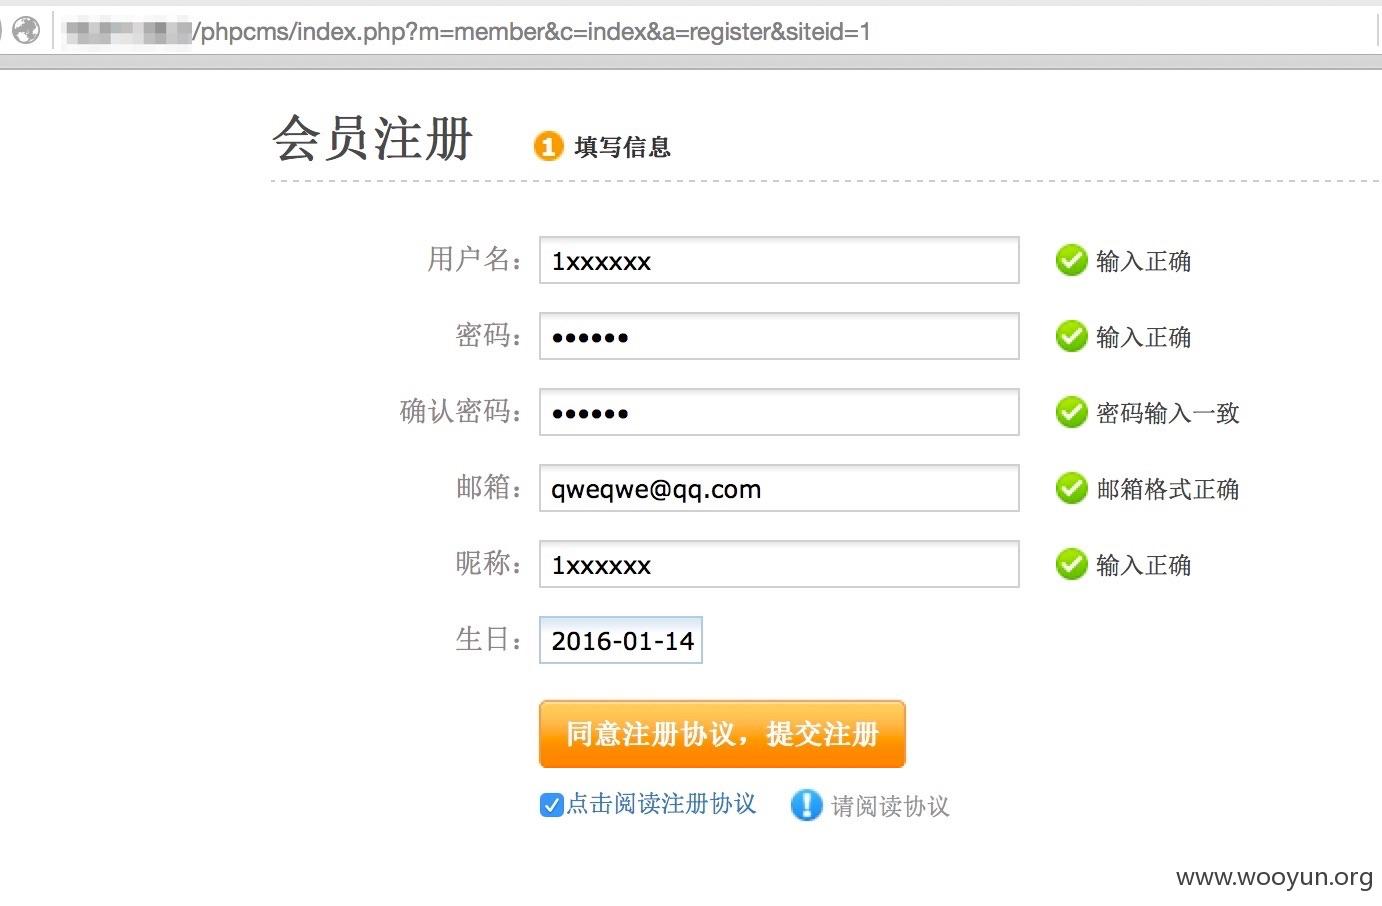 /phpcms/index.php?m=member&c=index&a=register&siteid=1
会员注册 1 填写信息
用户名： 1xxxxxx 输入正确
密码： •••••• 输入正确
确认密码： •••••• 密码输入一致
邮箱： qweqwe@qq.com 邮箱格式正确
昵称： 1xxxxxx 输入正确
生日： 2016-01-14
同意注册协议，提交注册
点击阅读注册协议 请阅读协议
www.wooyun.org